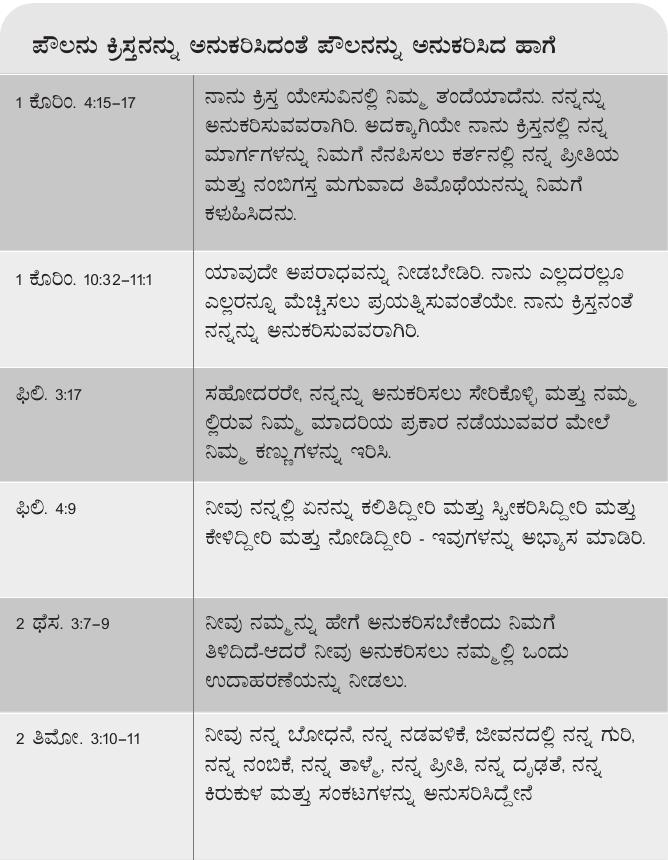 ಪೌಲನು ಕ್ರಿಸ್ತನನ್ನು ಅನುಕರಿಸಿದಂತೆ ಪೌಲನನ್ನು ಅನುಕರಿಸಿದ ಹಾಗೆ
1 ಕೊರಿಂ. 4:15–17
ನಾನು ಕ್ರಿಸ್ತ ಯೇಸುವಿನಲ್ಲಿ ನಿಮ್ಮ ತಂದೆಯಾದೆನು. ನನ್ನನ್ನು
ಅನುಕರಿಸುವವರಾಗಿರಿ. ಅದಕ್ಕಾಗಿಯೇ ನಾನು ಕ್ರಿಸ್ತನಲ್ಲಿ ನನ್ನ
ಮಾರ್ಗಗಳನ್ನು ನಿಮಗೆ ನೆನಪಿಸಲು ಕರ್ತನಲ್ಲಿ ನನ್ನ ಪ್ರೀತಿಯ
ಮತ್ತು ನಂಬಿಗಸ್ತ ಮಗುವಾದ ತಿಮೊಥೆಯನನ್ನು ನಿಮಗೆ
ಕಳುಹಿಸಿದನು.
1 ಕೊರಿಂ. 10:32–11:1
ಯಾವುದೇ ಅಪರಾಧವನ್ನು ನೀಡಬೇಡಿರಿ. ನಾನು ಎಲ್ಲದರಲ್ಲೂ
ಎಲ್ಲರನ್ನೂ ಮೆಚ್ಚಿಸಲು ಪ್ರಯತ್ನಿಸುವಂತೆಯೇ. ನಾನು ಕ್ರಿಸ್ತನಂತೆ
ನನ್ನನ್ನು ಅನುಕರಿಸುವವರಾಗಿರಿ.
ಫಿಲಿ. 3:17
ಸಹೋದರರೇ, ನನ್ನನ್ನು ಅನುಕರಿಸಲು ಸೇರಿಕೊಳ್ಳಿ ಮತ್ತು ನಮ್ಮ
ಲ್ಲಿರುವ ನಿಮ್ಮ ಮಾದರಿಯ ಪ್ರಕಾರ ನಡೆಯುವವರ ಮೇಲೆ
ನಿಮ್ಮ ಕಣ್ಣುಗಳನ್ನು ಇರಿಸಿ.
ಫಿಲಿ. 4:9
ನೀವು ನನ್ನಲ್ಲಿ ಏನನ್ನು ಕಲಿತಿದ್ದೀರಿ ಮತ್ತು ಸ್ವೀಕರಿಸಿದ್ದೀರಿ ಮತ್ತು
ಕೇಳಿದ್ದೀರಿ ಮತ್ತು ನೋಡಿದ್ದೀರಿ - ಇವುಗಳನ್ನು ಅಭ್ಯಾಸ ಮಾಡಿರಿ.
2 ಥೆಸ. 3:7–9
ನೀವು ನಮ್ಮನ್ನು ಹೇಗೆ ಅನುಕರಿಸಬೇಕೆಂದು ನಿಮಗೆ
ತಿಳಿದಿದೆ-ಆದರೆ ನೀವು ಅನುಕರಿಸಲು ನಮ್ಮಲ್ಲಿ ಒಂದು
ಉದಾಹರಣೆಯನ್ನು ನೀಡಲು.
2 ತಿಮೋ. 3:10–11
ನೀವು ನನ್ನ ಬೋಧನೆ, ನನ್ನ ನಡವಳಿಕೆ, ಜೀವನದಲ್ಲಿ ನನ್ನ ಗುರಿ,
ನನ್ನ ನಂಬಿಕೆ, ನನ್ನ ತಾಳ್ಮೆ, ನನ್ನ ಪ್ರೀತಿ, ನನ್ನ ದೃಢತೆ, ನನ್ನ
ಕಿರುಕುಳ ಮತ್ತು ಸಂಕಟಗಳನ್ನು ಅನುಸರಿಸಿದ್ದೇನೆ